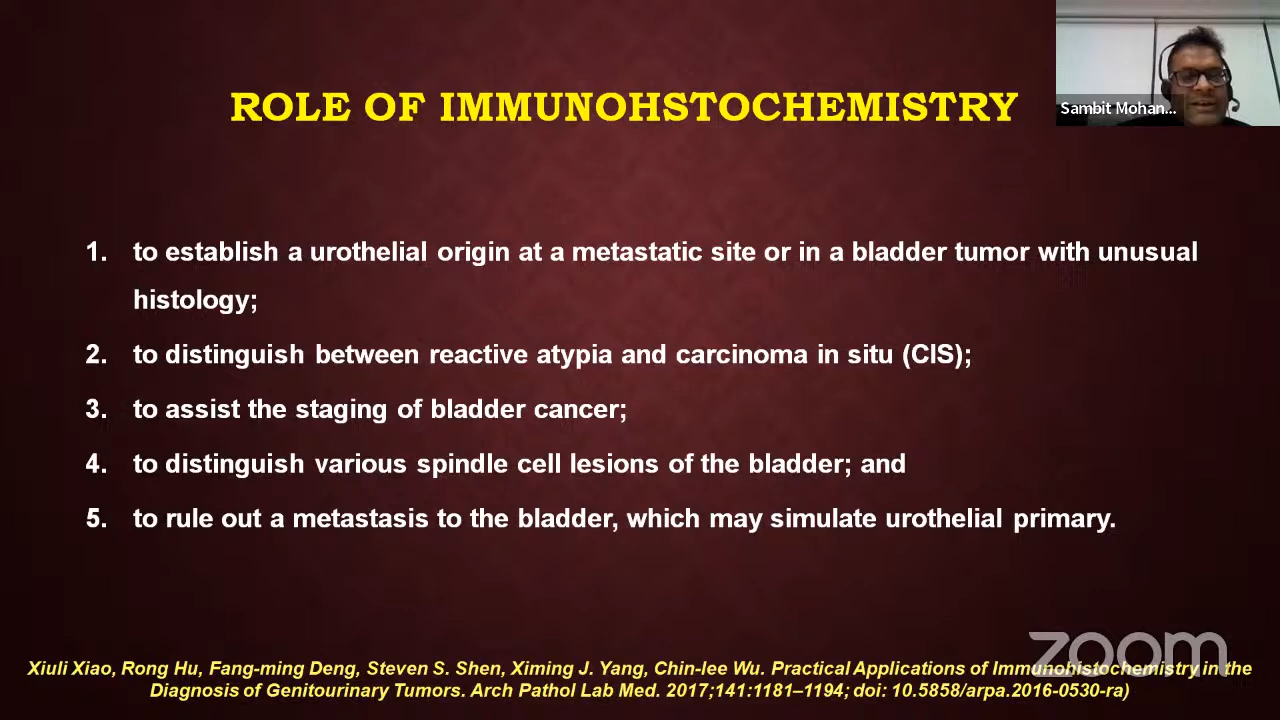 Sambit Mohan...
ROLE OF IMMUNOHSTOCHEMISTRY
1. to establish a urothelial origin at a metastatic site or in a bladder tumor with unusual
histology;
2. to distinguish between reactive atypia and carcinoma in situ (CIS);
3. to assist the staging of bladder cancer;
4. to distinguish various spindle cell lesions of the bladder; and
5. to rule out a metastasis to the bladder, which may simulate urothelial primary.
zoom
Xiuli Xiao, Rong Hu, Fang-ming Deng, Steven S. Shen, Ximing J. Yang, Chin-lee Wu. Practical Applications of Immunohistochemistry in the
Diagnosis of Genitourinary Tumors. Arch Pathol Lab Med. 2017;141:1181–1194; doi: 10.5858/arpa.2016-0530-ra)